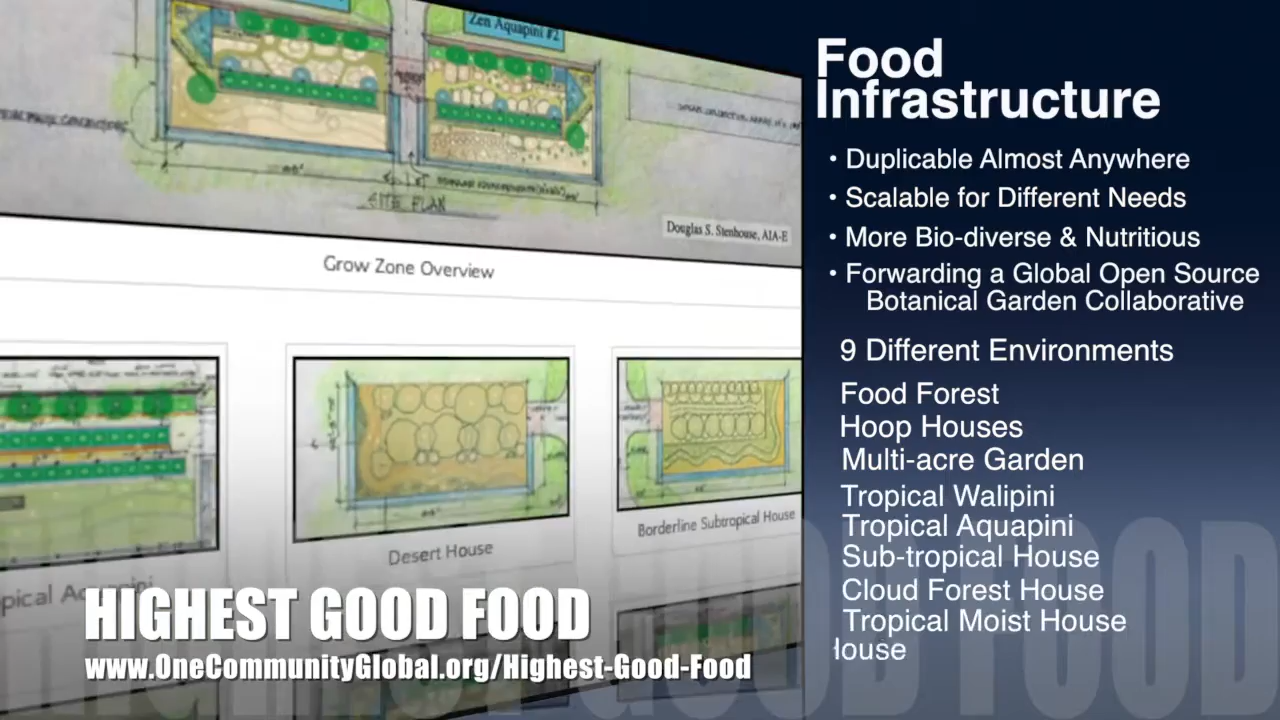 Zen Aquapini #2
SITE PLAN
Douglas S. Stenhouse, AIA-E
Grow Zone Overview
Desert House
Borderline Subtropical House
pical Aquapini
HIGHEST GOOD FOOD
www.OneCommunityGlobal.org/Highest-Good-Food
Food
Infrastructure
• Duplicable Almost Anywhere
• Scalable for Different Needs
• More Bio-diverse & Nutritious
• Forwarding a Global Open Source
Botanical Garden Collaborative
9 Different Environments
Food Forest
Hoop Houses
Multi-acre Garden
Tropical Walipini
Tropical Aquapini
Sub-tropical House
Cloud Forest House
Tropical Moist House
House